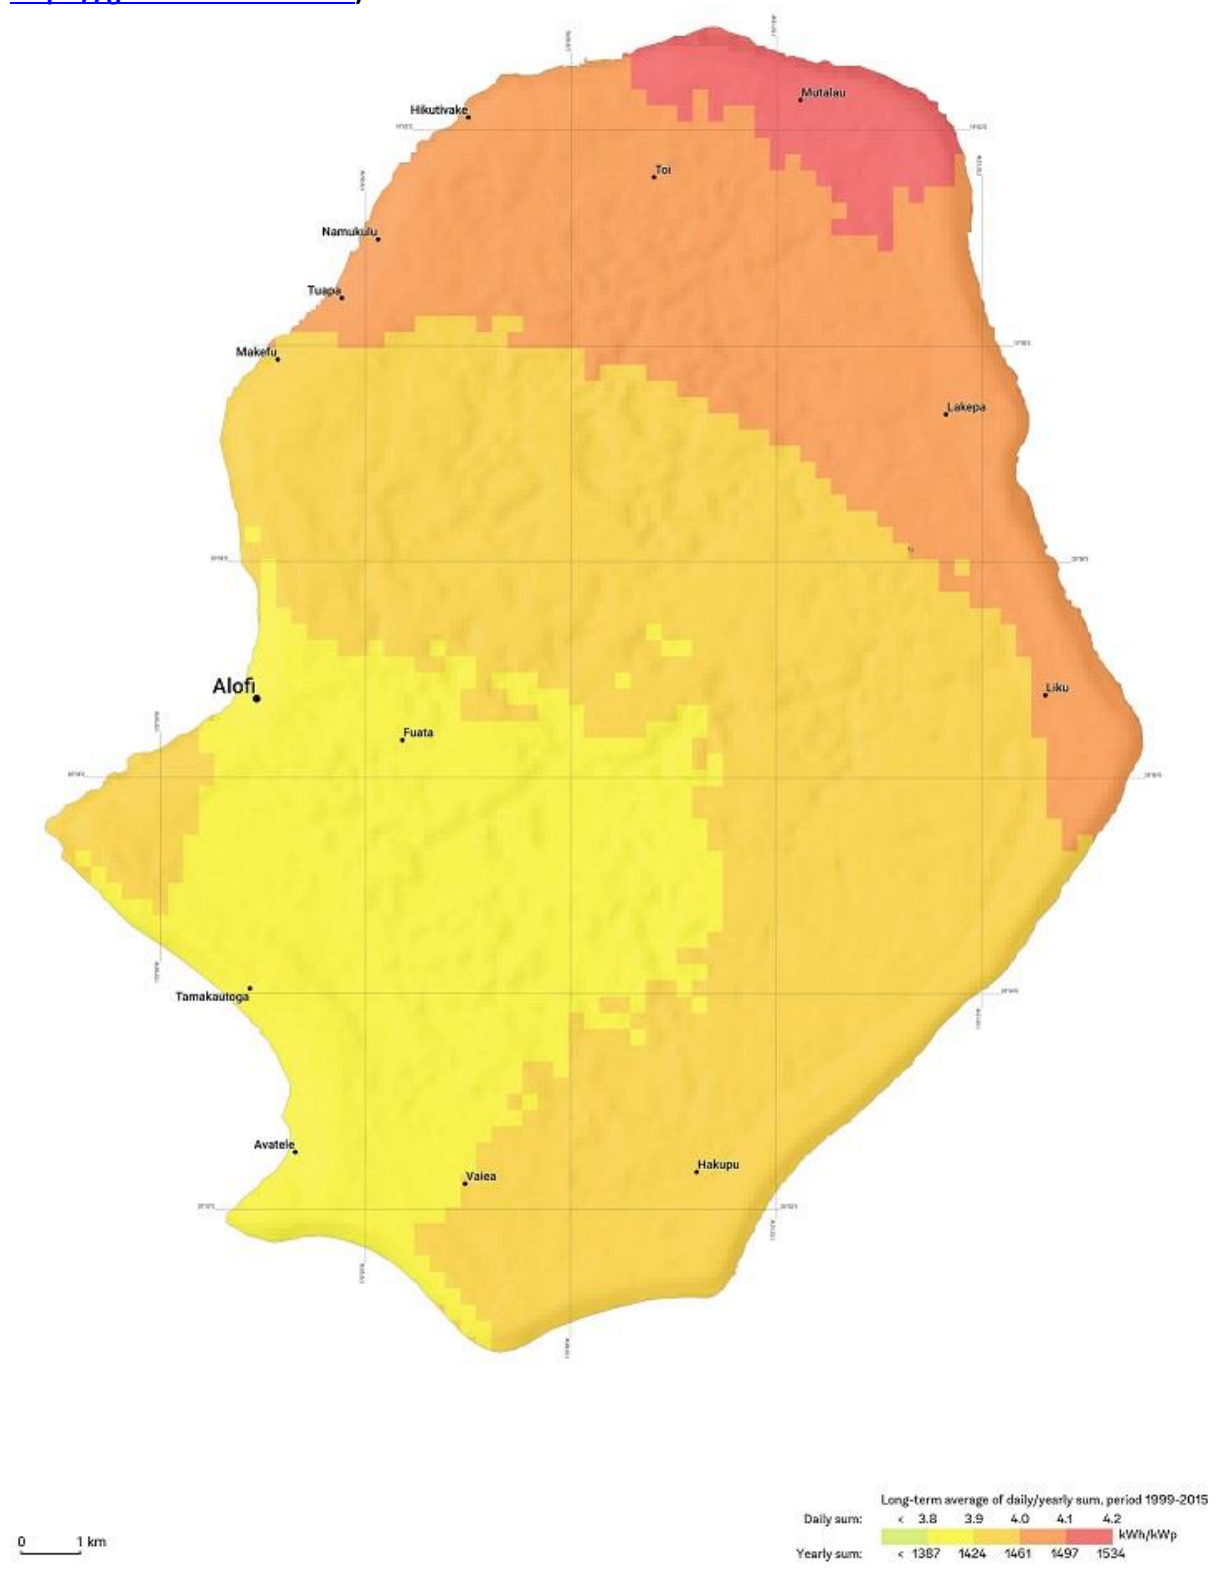 Mutalau
Hikutivake
Toi
Namukulu
Tuapa
Makefu
Lakepa
Alofi
Liku
Fuata
Tamakautoga
Avatele
Vaiea
Hakupu
Long-term average of daily/yearly sum, period 1999-2015
Daily sum: < 3.8 3.9 4.0 4.1 4.2
kWh/kWp
Yearly sum: < 1387 1424 1461 1497 1534
0 1 km